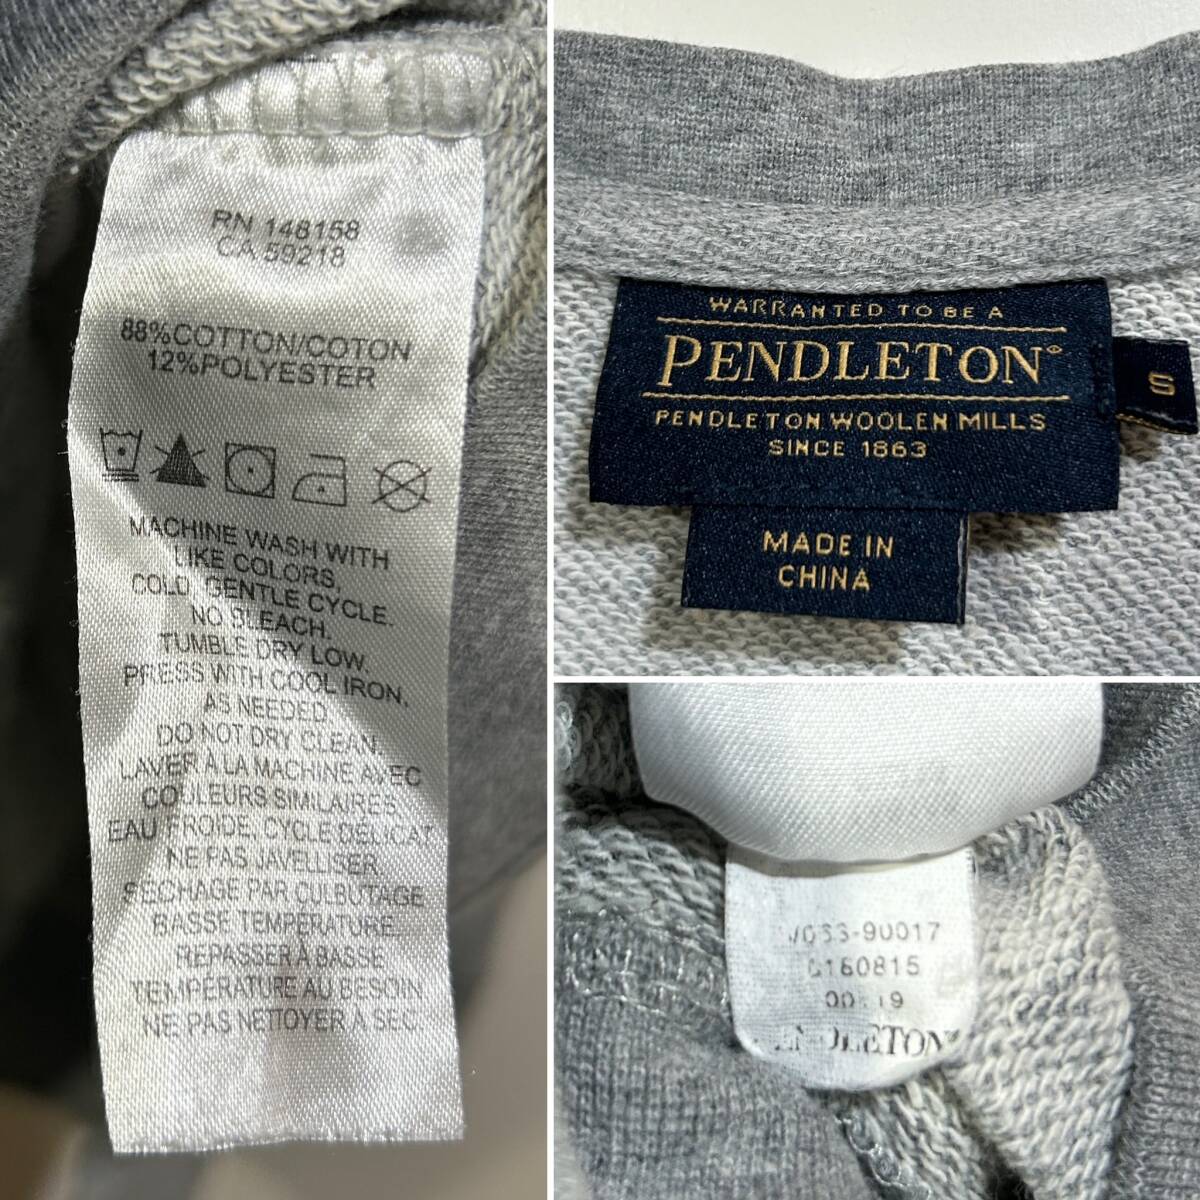 RN 148158
CA 59218
88%COTTON/COTON
12%POLYESTER
MACHINE WASH WITH
LIKE COLORS,
COLD, GENTLE CYCLE.
NO BLEACH.
TUMBLE DRY LOW.
PRESS WITH COOL IRON,
AS NEEDED.
DO NOT DRY CLEAN.
LAVER À LA MACHINE AVEC
COULEURS SIMILAIRES
EAU FROIDE, CYCLE DÉLICAT
NE PAS JAVELLISER
SÉCHAGE PAR CULBUTAGE
BASSE TEMPÉRATURE.
REPASSER À BASSE
TEMPÉRATURE AU BESOIN
NE PAS NETTOYER À SEC.
WARRANTED TO BE A
PENDLETON®
PENDLETON WOOLEN MILLS
SINCE 1863
S
MADE IN
CHINA
PENDLETON